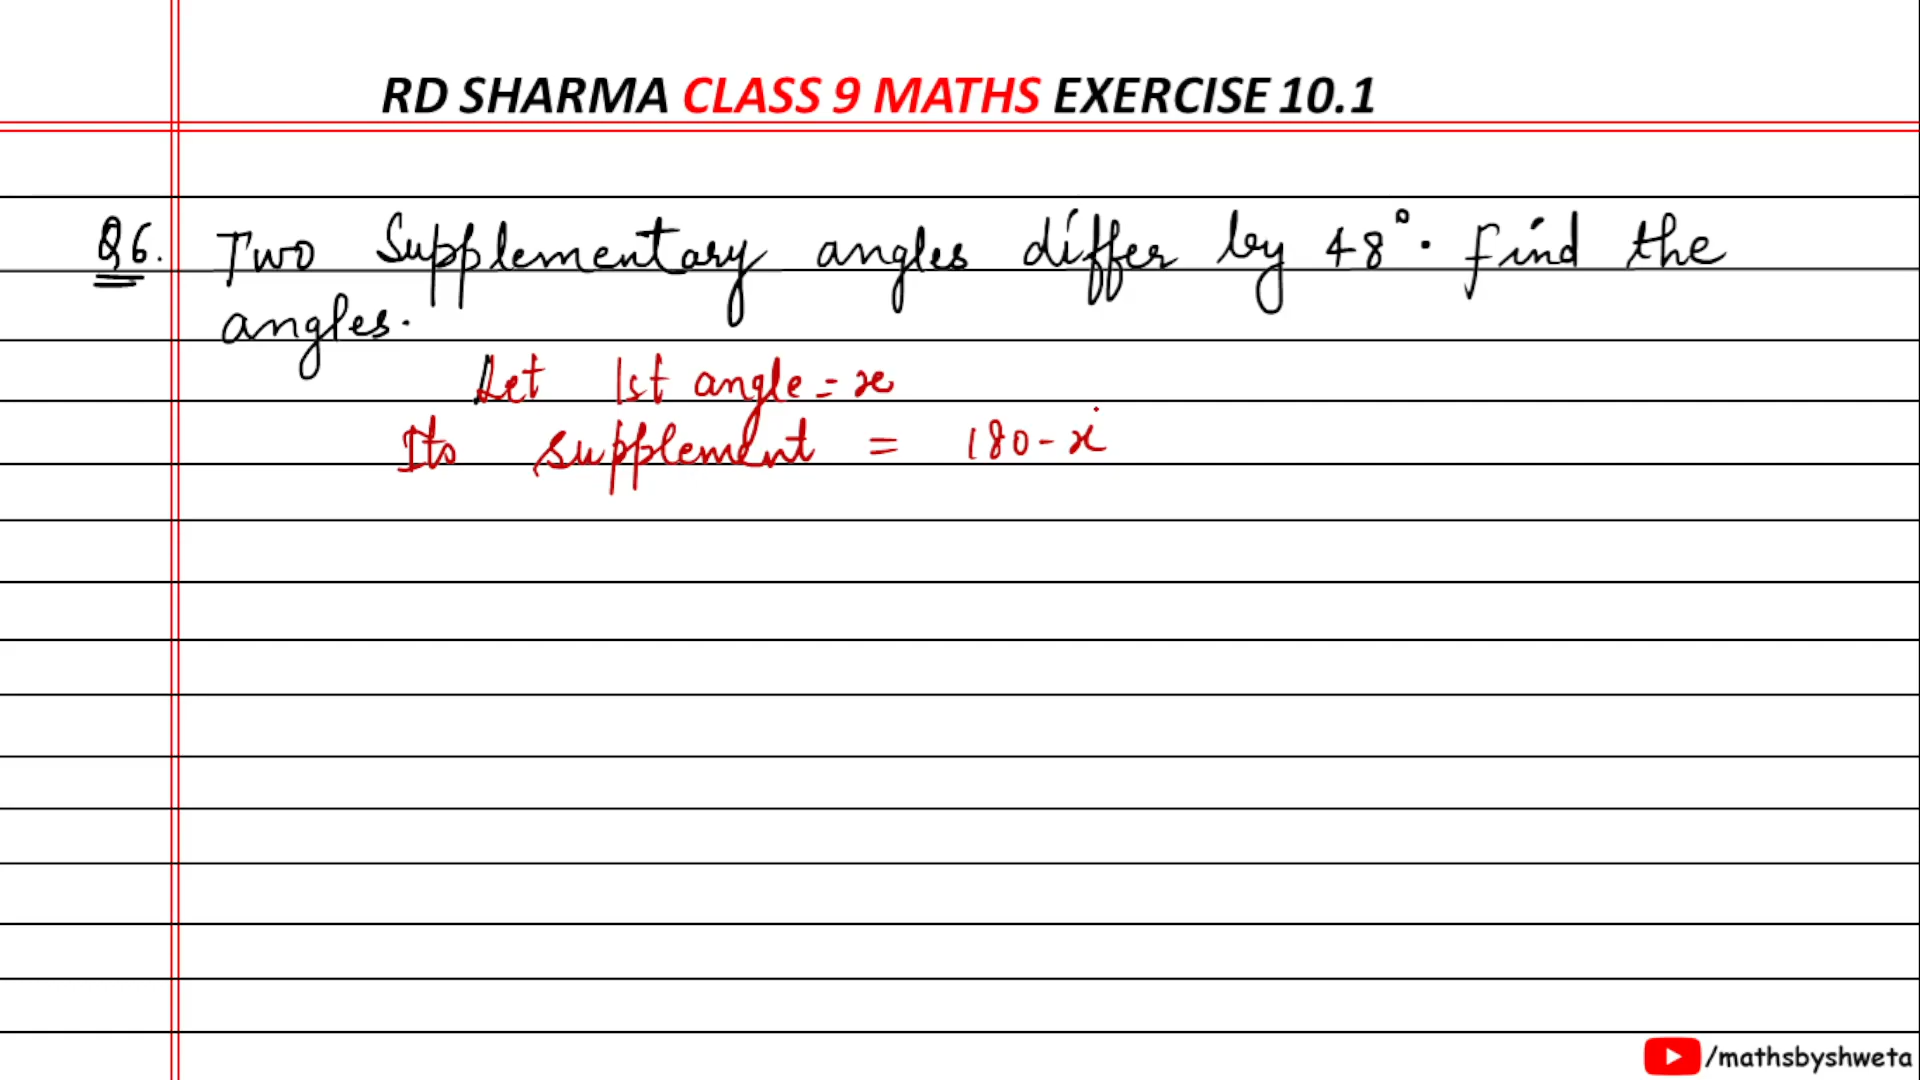 RD SHARMA CLASS 9 MATHS EXERCISE 10.1
Q6. Two Supplementary angles differ by 48°. Find the
angles.
Let 1st angle = x
Its supplement = 180 - x
/mathsbyshweta